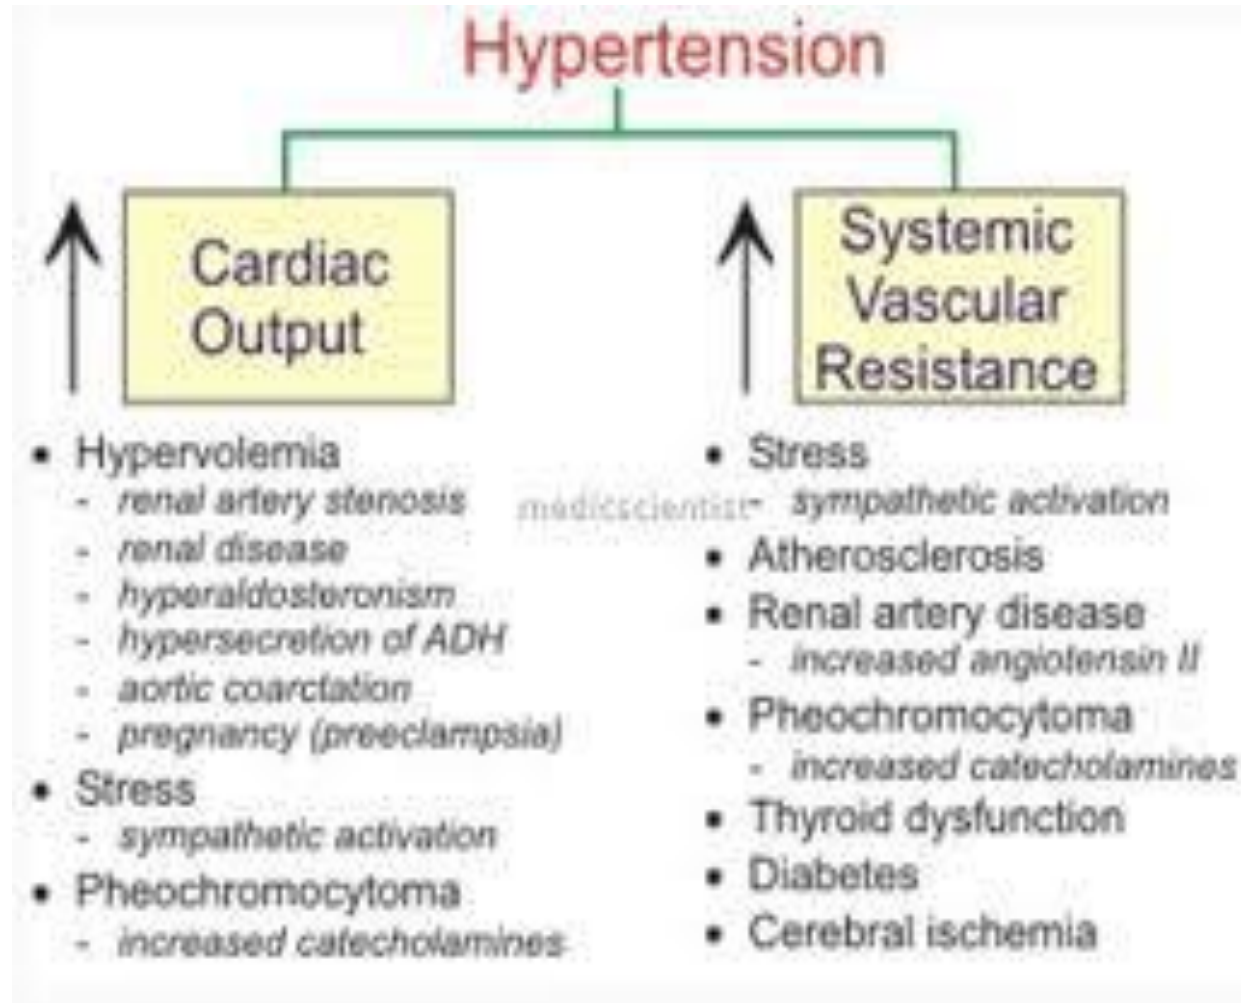 Hypertension
Cardiac
Output
• Hypervolemia
- renal artery stenosis
- renal disease
- hyperaldosteronism
- hypersecretion of ADH
- aortic coarctation
- pregnancy (preeclampsia)
• Stress
- sympathetic activation
• Pheochromocytoma
- increased catecholamines
medicscientist
Systemic
Vascular
Resistance
• Stress
- sympathetic activation
• Atherosclerosis
• Renal artery disease
- increased angiotensin II
• Pheochromocytoma
- increased catecholamines
• Thyroid dysfunction
• Diabetes
• Cerebral ischemia